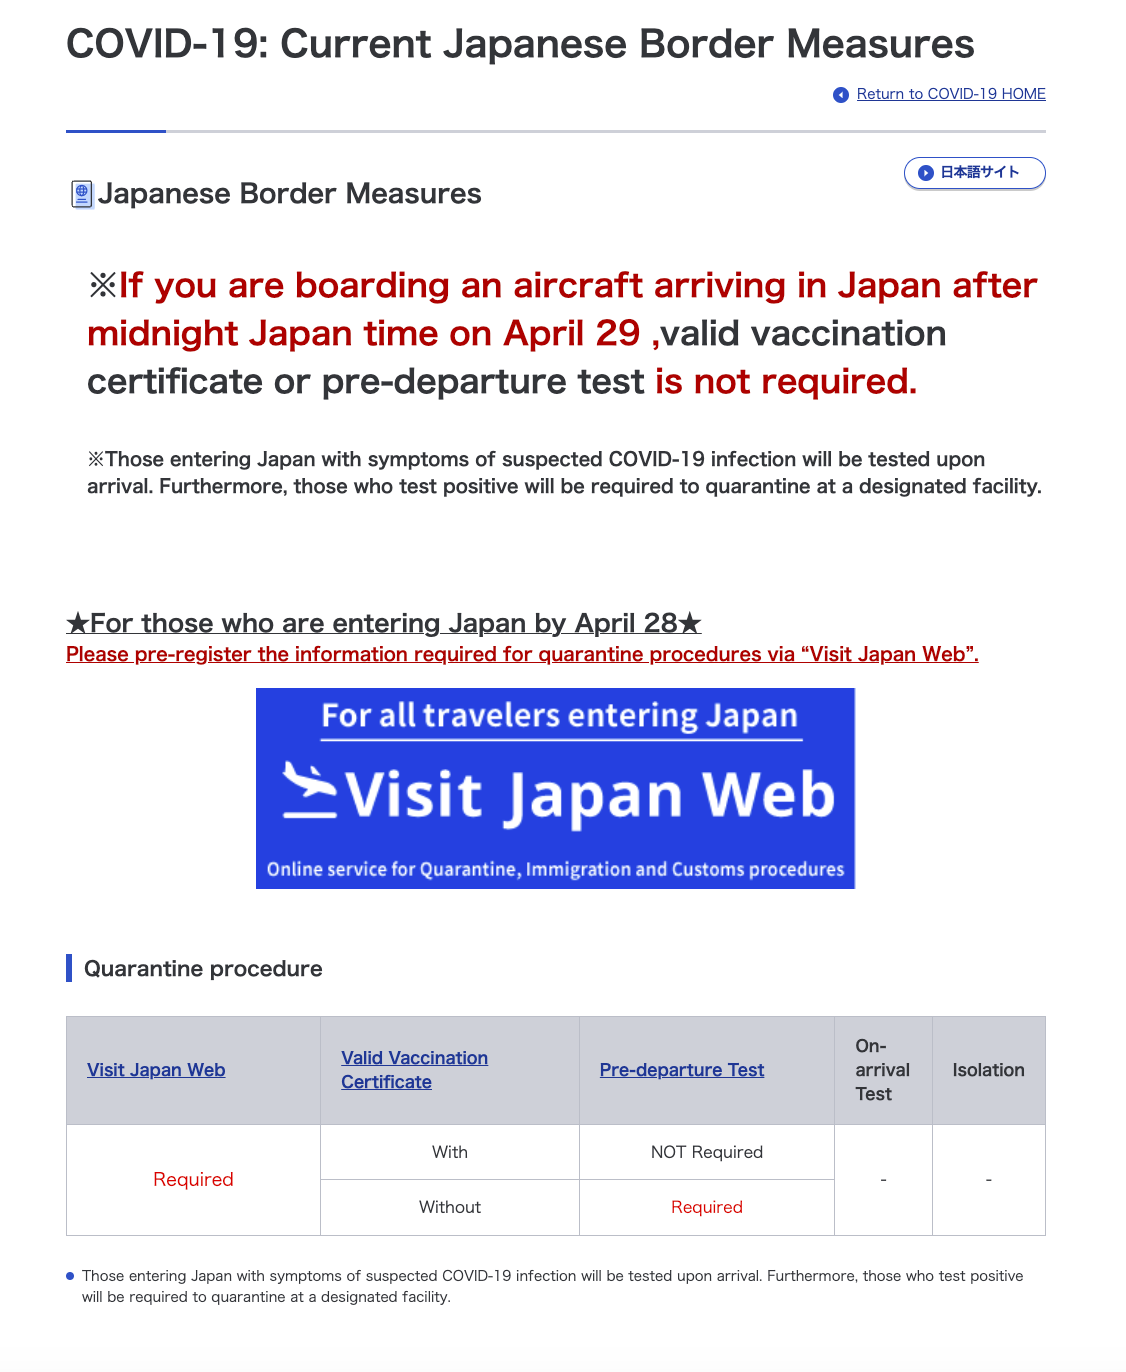 COVID-19: Current Japanese Border Measures
Return to COVID-19 HOME
日本語サイト
Japanese Border Measures
※If you are boarding an aircraft arriving in Japan after
midnight Japan time on April 29 ,valid vaccination
certificate or pre-departure test is not required.
※Those entering Japan with symptoms of suspected COVID-19 infection will be tested upon
arrival. Furthermore, those who test positive will be required to quarantine at a designated facility.
★For those who are entering Japan by April 28★
Please pre-register the information required for quarantine procedures via “Visit Japan Web”.
For all travelers entering Japan
Visit Japan Web
Online service for Quarantine, Immigration and Customs procedures
Quarantine procedure
Visit Japan Web
Valid Vaccination
Certificate
Pre-departure Test
On-
arrival
Test
Isolation
Required
With
NOT Required
-
-
Without
Required
Those entering Japan with symptoms of suspected COVID-19 infection will be tested upon arrival. Furthermore, those who test positive
will be required to quarantine at a designated facility.